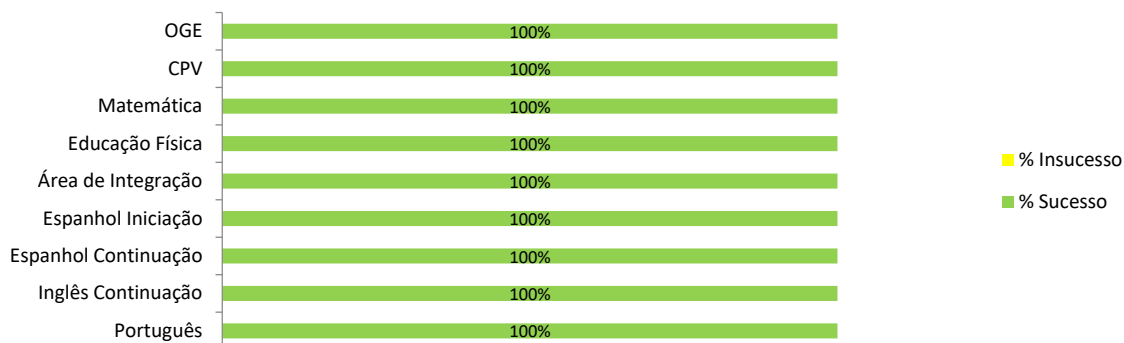 OGE 100%
CPV 100%
Matemática 100%
Educação Física 100%
Área de Integração 100%
Espanhol Iniciação 100%
Espanhol Continuação 100%
Inglês Continuação 100%
Português 100%
% Insucesso
% Sucesso